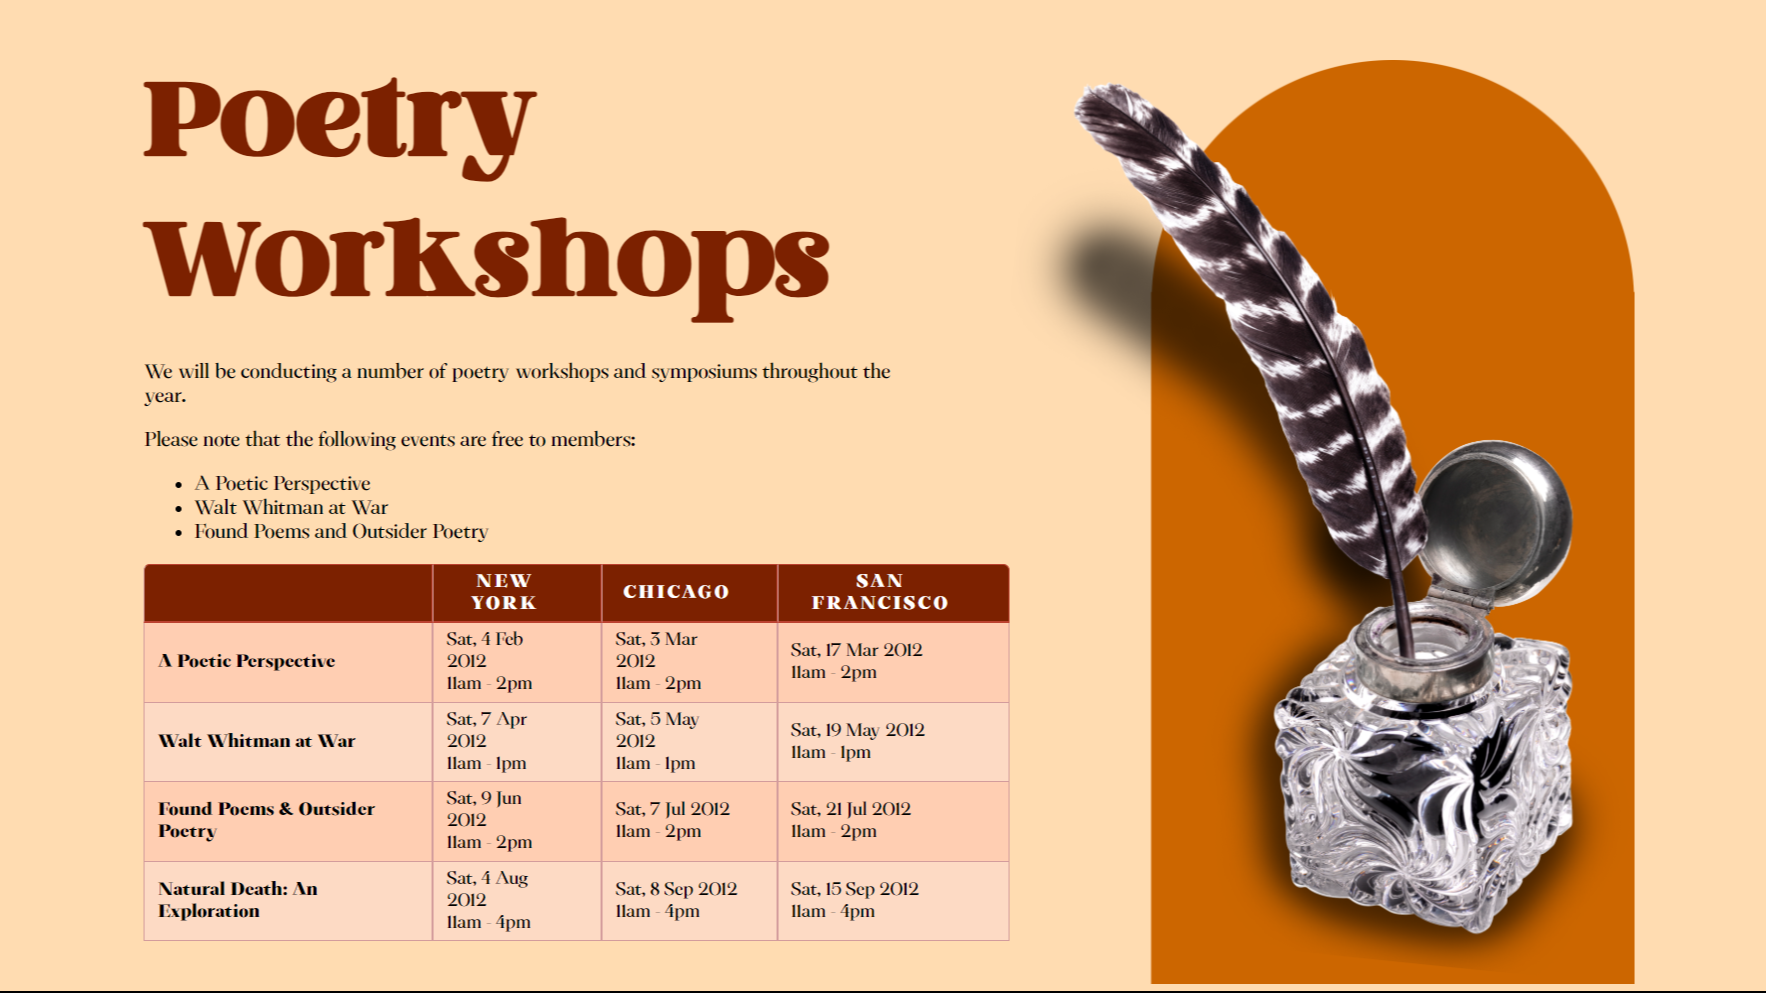 Poetry
Workshops
We will be conducting a number of poetry workshops and symposiums throughout the
year.
Please note that the following events are free to members:
• A Poetic Perspective
• Walt Whitman at War
• Found Poems and Outsider Poetry
NEW
YORK
CHICAGO
SAN
FRANCISCO
A Poetic Perspective
Sat, 4 Feb
2012
11am - 2pm
Sat, 3 Mar
2012
11am - 2pm
Sat, 17 Mar 2012
11am - 2pm
Walt Whitman at War
Sat, 7 Apr
2012
11am - 1pm
Sat, 5 May
2012
11am - 1pm
Sat, 19 May 2012
11am - 1pm
Found Poems & Outsider
Poetry
Sat, 9 Jun
2012
11am - 2pm
Sat, 7 Jul 2012
11am - 2pm
Sat, 21 Jul 2012
11am - 2pm
Natural Death: An
Exploration
Sat, 4 Aug
2012
11am - 4pm
Sat, 8 Sep 2012
11am - 4pm
Sat, 15 Sep 2012
11am - 4pm